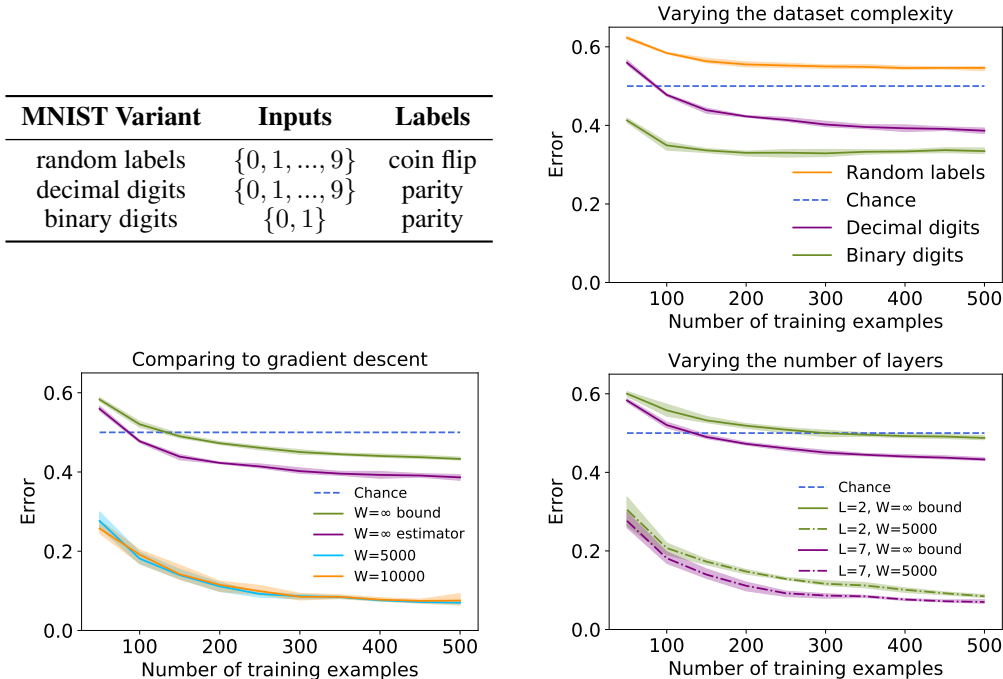 MNIST Variant Inputs Labels
random labels {0, 1, ..., 9} coin flip
decimal digits {0, 1, ..., 9} parity
binary digits {0, 1} parity
Varying the dataset complexity
Error
0.6
0.4
0.2
0.0
Random labels
Chance
Decimal digits
Binary digits
100 200 300 400 500
Number of training examples
Comparing to gradient descent
Error
0.6
0.4
0.2
0.0
Chance
W=∞ bound
W=∞ estimator
W=5000
W=10000
100 200 300 400 500
Number of training examples
Varying the number of layers
Error
0.6
0.4
0.2
0.0
Chance
L=2, W=∞ bound
L=2, W=5000
L=7, W=∞ bound
L=7, W=5000
100 200 300 400 500
Number of training examples